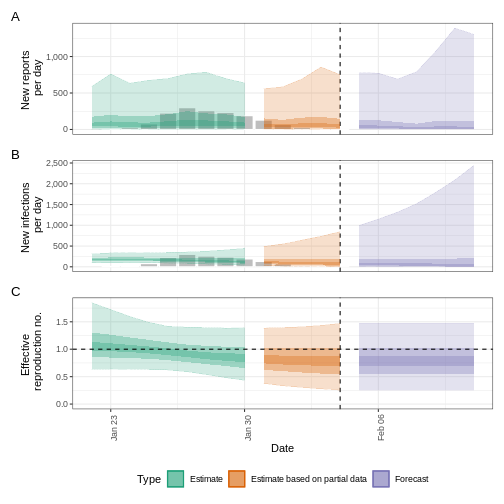 A
New reports
per day
1,000
500
0
B
New infections
per day
2,500
2,000
1,500
1,000
500
0
C
Effective
reproduction no.
1.5
1.0
0.5
0.0
Jan 23
Jan 30
Feb 06
Date
Type
Estimate
Estimate based on partial data
Forecast